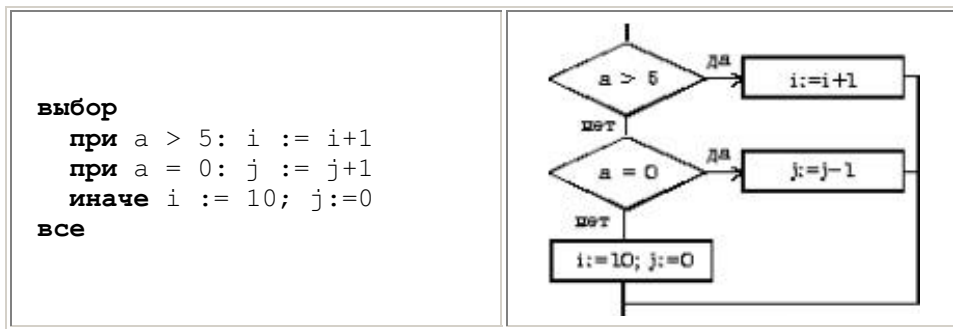 выбор
при a > 5: i := i+1
при a = 0: j := j+1
иначе i := 10; j:=0
все
a > 5
да
i:=i+1
нет
a = 0
да
j:=j-1
нет
i:=10; j:=0